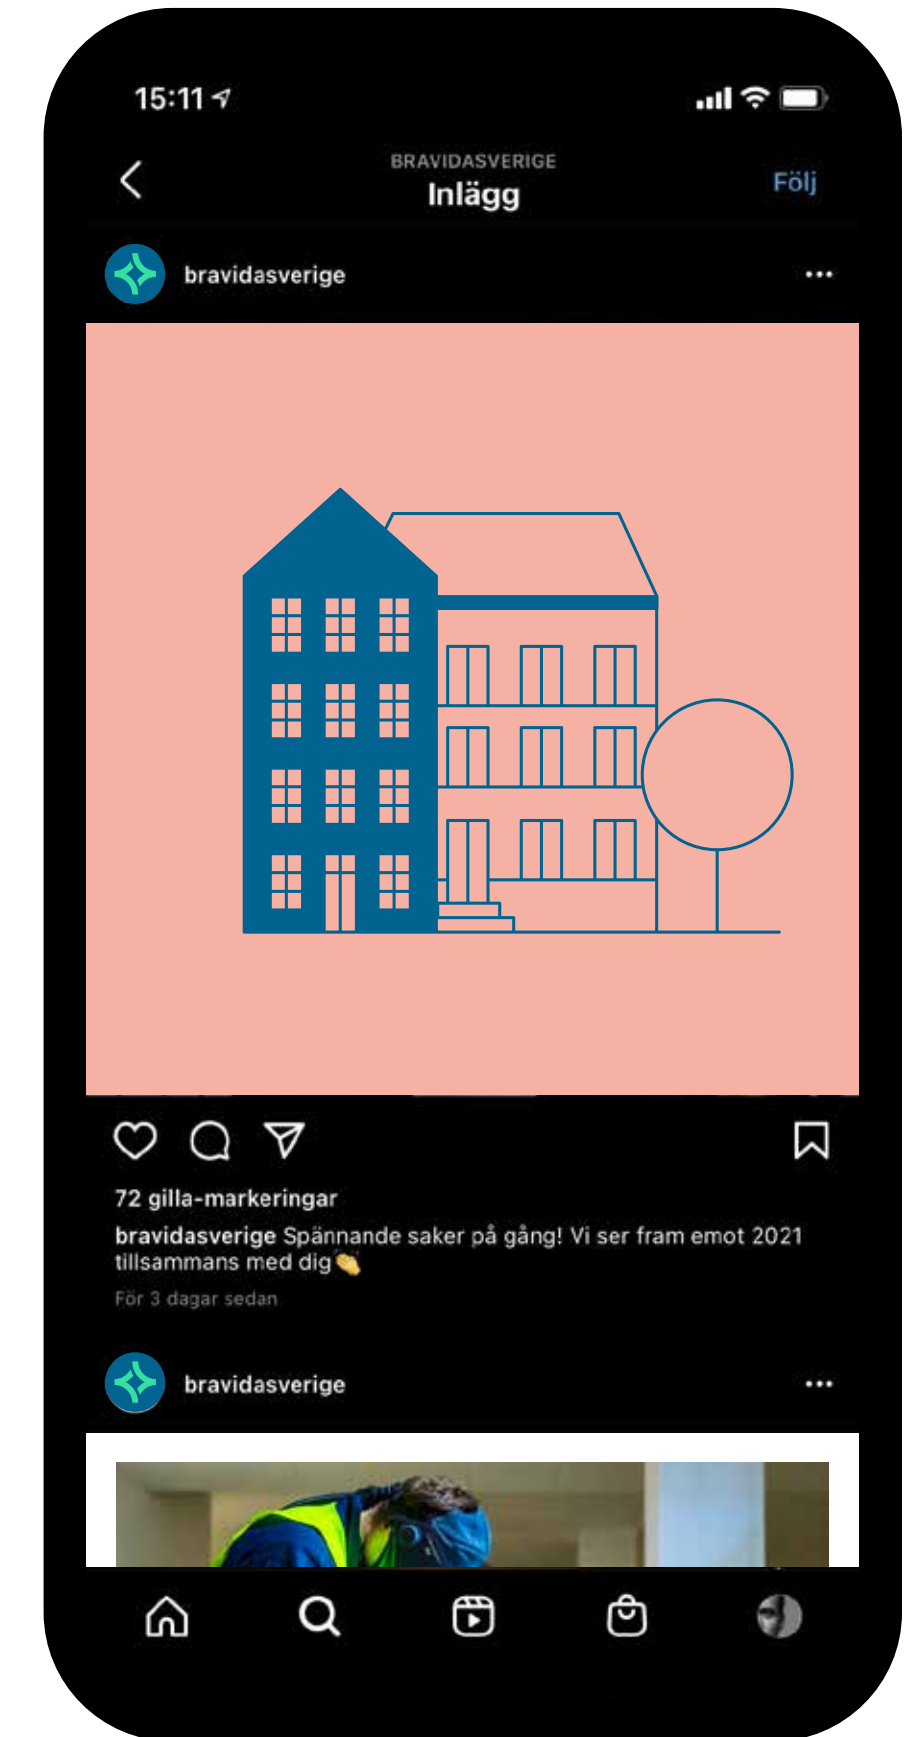 15:11
BRAVIDASVERIGE
Inlägg
Följ
bravidasverige
72 gilla-markeringar
bravidasverige Spännande saker på gång! Vi ser fram emot 2021
tillsammans med dig👏
För 3 dagar sedan
bravidasverige